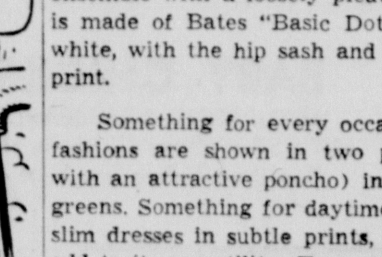 is made of Bates "Basic Dot
white, with the hip sash and
print.
Something for every occa
fashions are shown in two
with an attractive poncho) in
greens. Something for daytime
slim dresses in subtle prints,